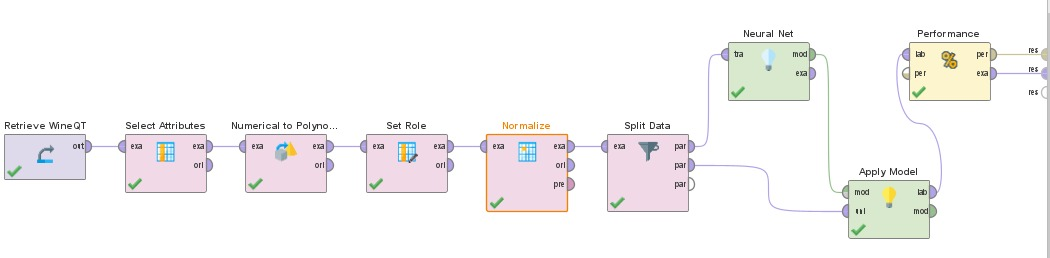 Neural Net
tra
mod
exa
Performance
lab
per
per
exa
res
res
res
Retrieve WineQT
out
Select Attributes
exa
exa
ori
Numerical to Polyno...
exa
exa
ori
Set Role
exa
exa
ori
Normalize
exa
exa
ori
pre
Split Data
exa
par
par
par
Apply Model
mod
lab
unl
mod